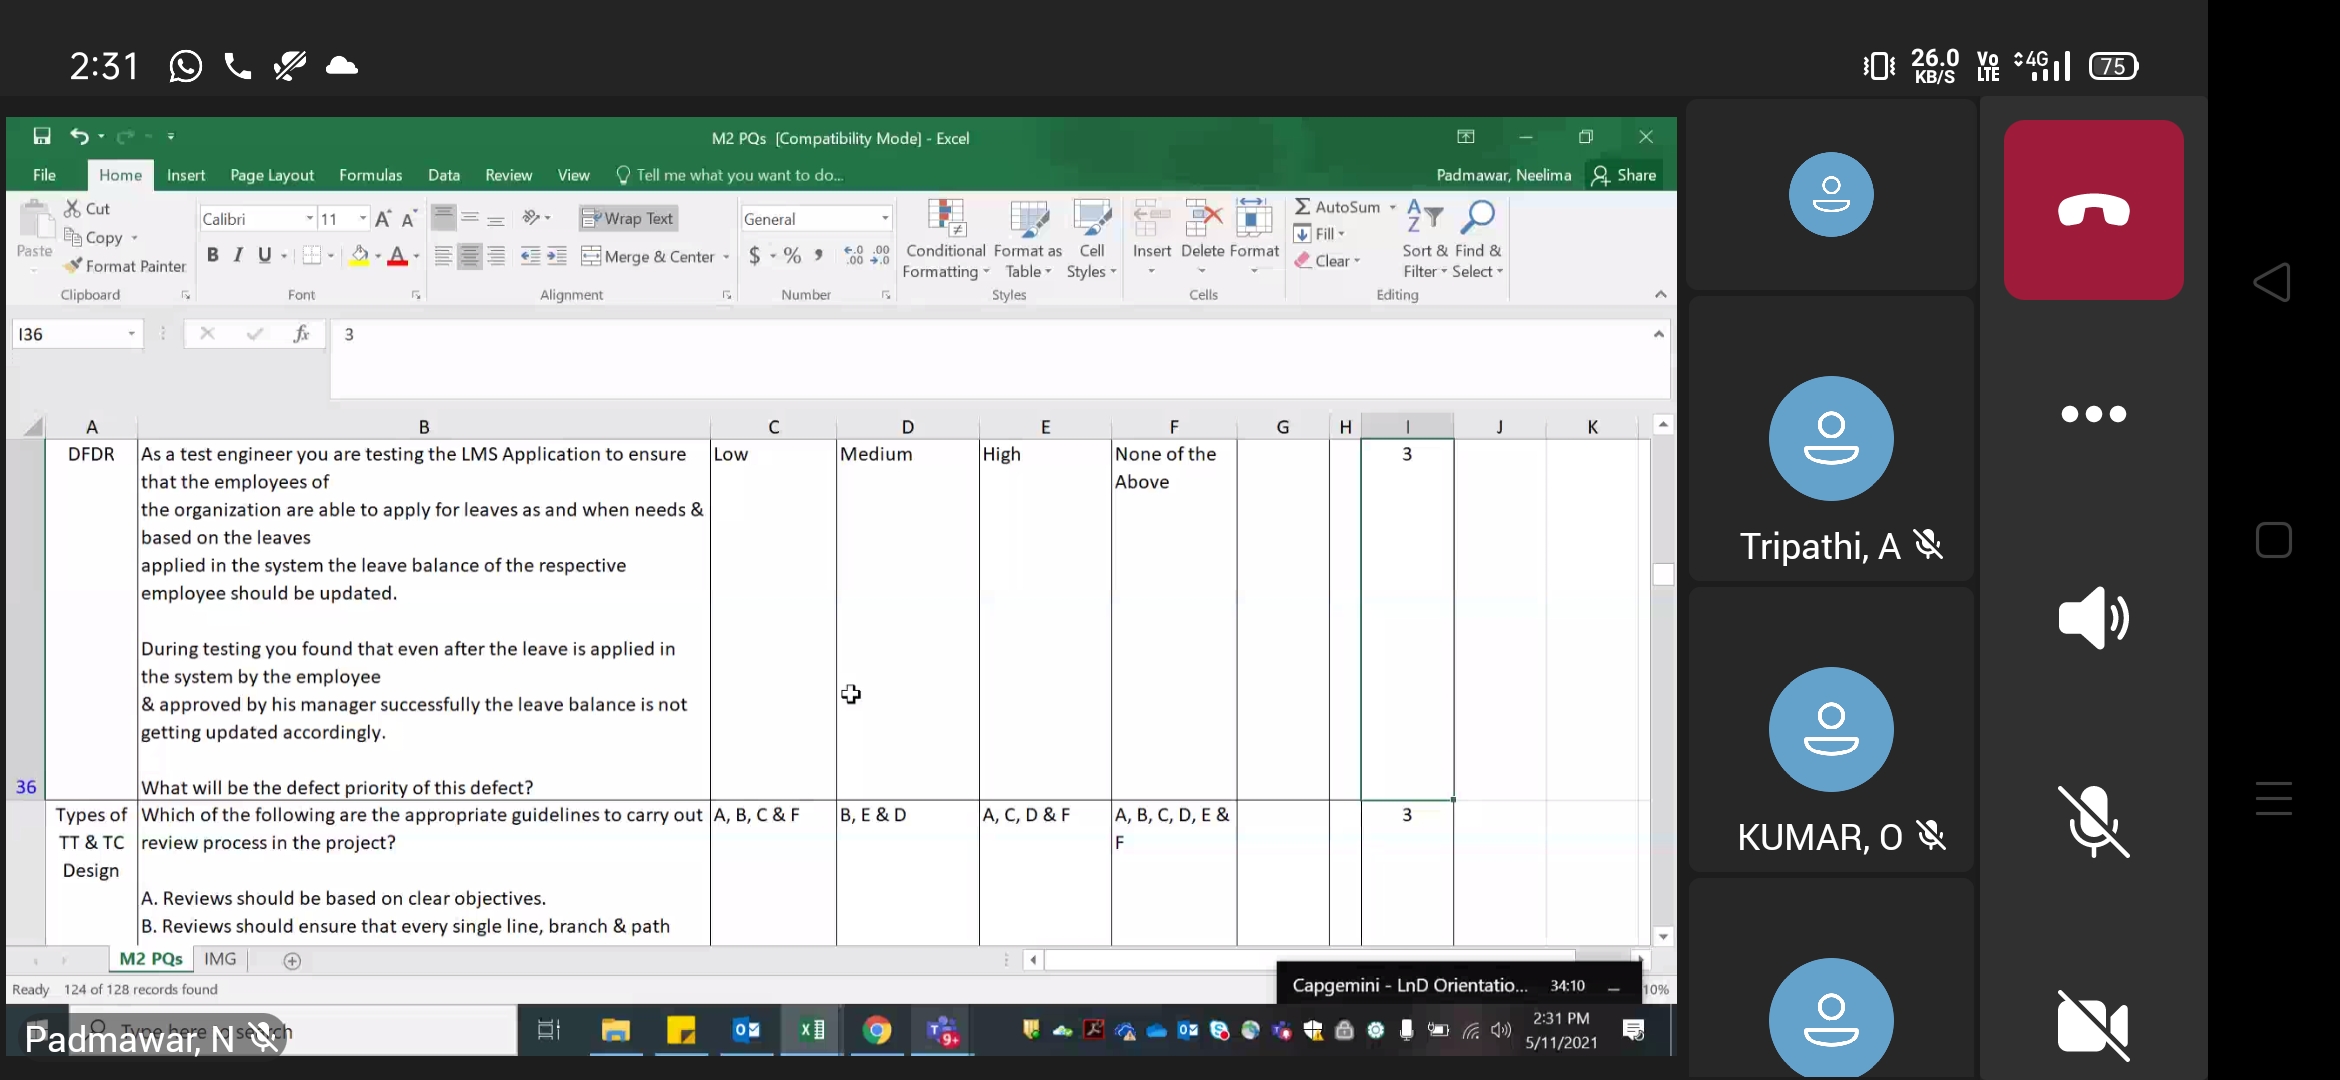 2:31
26.0
KB/S
Vo
LTE
4G
75
M2 PQs [Compatibility Mode] - Excel
File Home Insert Page Layout Formulas Data Review View Tell me what you want to do...
Padmawar, Neelima Share
Paste
Cut
Copy
Format Painter
Clipboard
Calibri 11
B I U
Font
Wrap Text
Merge & Center
Alignment
General
$ % ,
Number
Conditional
Formatting
Format as
Table
Cell
Styles
Styles
Insert Delete Format
Cells
AutoSum
Fill
Clear
Sort &
Filter
Find &
Select
Editing
I36
fx
3
A B C D E F G H I J K
36
DFDR
As a test engineer you are testing the LMS Application to ensure
that the employees of
the organization are able to apply for leaves as and when needs &
based on the leaves
applied in the system the leave balance of the respective
employee should be updated.
During testing you found that even after the leave is applied in
the system by the employee
& approved by his manager successfully the leave balance is not
getting updated accordingly.
What will be the defect priority of this defect?
Low
Medium
High
None of the
Above
3
Types of
TT & TC
Design
Which of the following are the appropriate guidelines to carry out
review process in the project?
A. Reviews should be based on clear objectives.
B. Reviews should ensure that every single line, branch & path
A, B, C & F
B, E & D
A, C, D & F
A, B, C, D, E &
F
3
M2 PQs IMG
Ready 124 of 128 records found
Capgemini - LnD Orientatio... 34:10
10%
Type here to search
Padmawar, N
9+
2:31 PM
5/11/2021
Tripathi, A
KUMAR, O